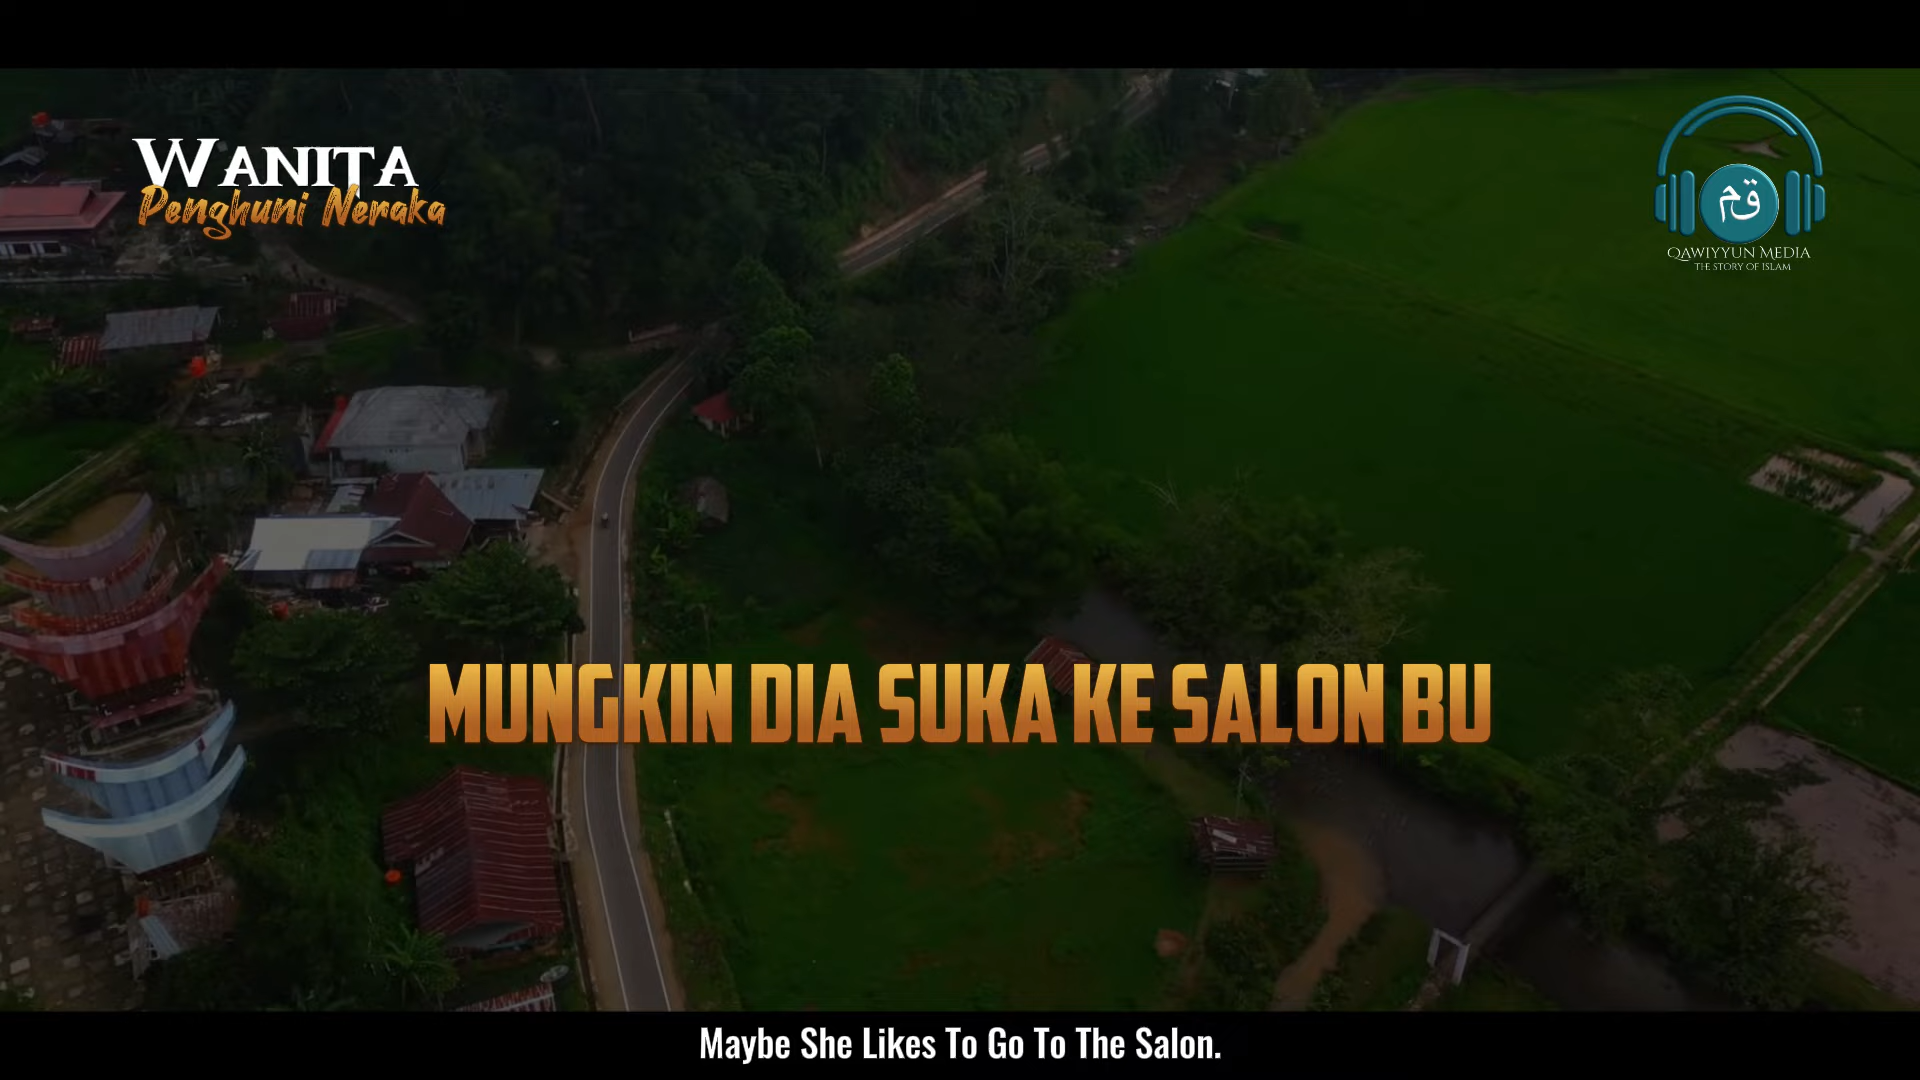 WANITA
Penghuni Neraka
قم
QAWIYYUN MEDIA
THE STORY OF ISLAM
MUNGKIN DIA SUKA KE SALON BU
Maybe She Likes To Go To The Salon.